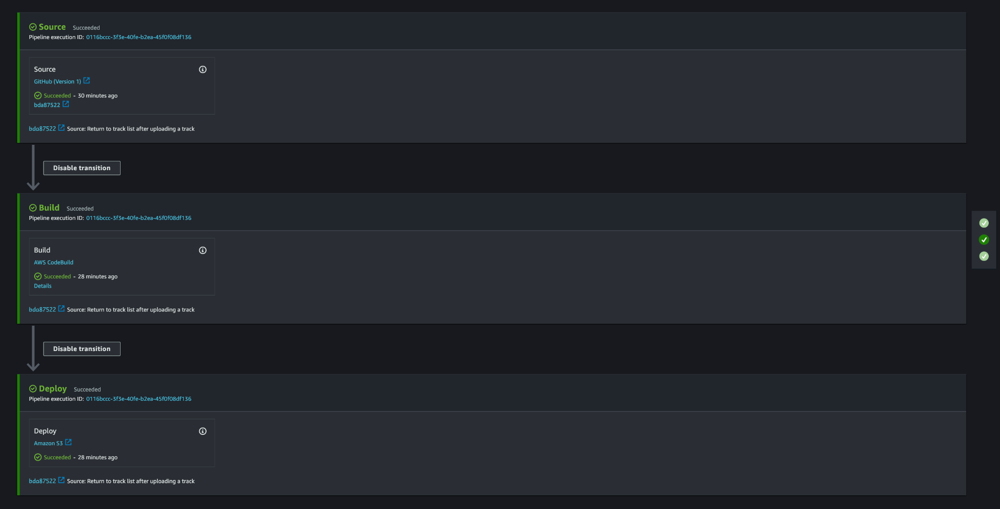 Source Succeeded
Pipeline execution ID: 0116bccc-3f3e-40fe-b2ea-45f0f08df136
Source
GitHub (Version 1)
Succeeded - 30 minutes ago
bda87522
bda87522 Source: Return to track list after uploading a track
Disable transition
Build Succeeded
Pipeline execution ID: 0116bccc-3f3e-40fe-b2ea-45f0f08df136
Build
AWS CodeBuild
Succeeded - 28 minutes ago
Details
bda87522 Source: Return to track list after uploading a track
Disable transition
Deploy Succeeded
Pipeline execution ID: 0116bccc-3f3e-40fe-b2ea-45f0f08df136
Deploy
Amazon S3
Succeeded - 28 minutes ago
bda87522 Source: Return to track list after uploading a track